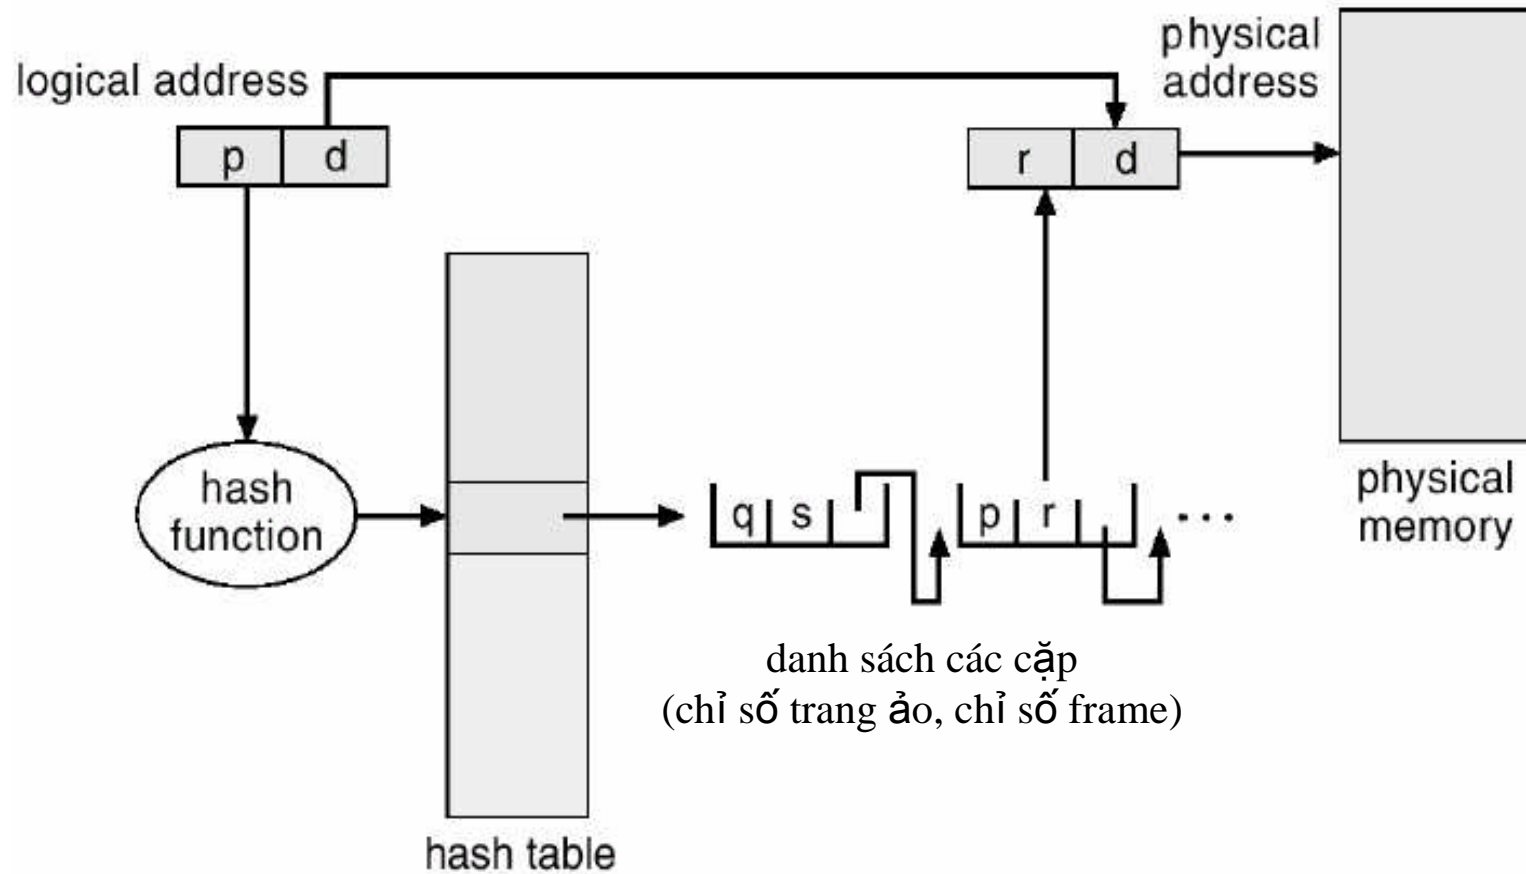 physical
address
logical address
p d
r d
hash
function
q s
p r
...
physical
memory
danh sách các cặp
(chỉ số trang ảo, chỉ số frame)
hash table